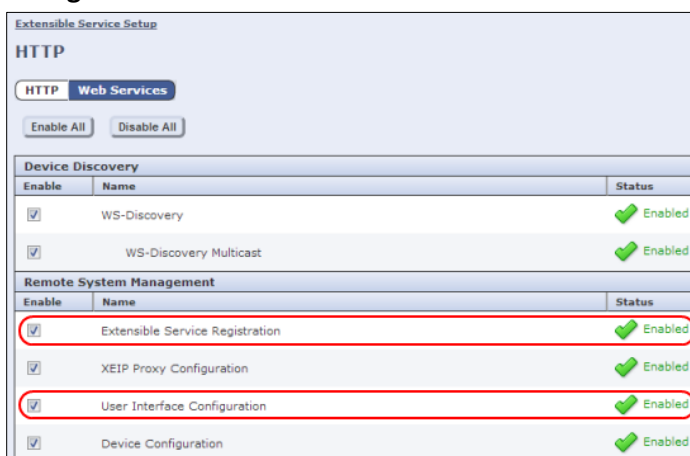 Extensible Service Setup
HTTP
HTTP Web Services
Enable All Disable All
Device Discovery
Enable Name Status
WS-Discovery Enabled
WS-Discovery Multicast Enabled
Remote System Management
Enable Name Status
Extensible Service Registration Enabled
XEIP Proxy Configuration Enabled
User Interface Configuration Enabled
Device Configuration Enabled